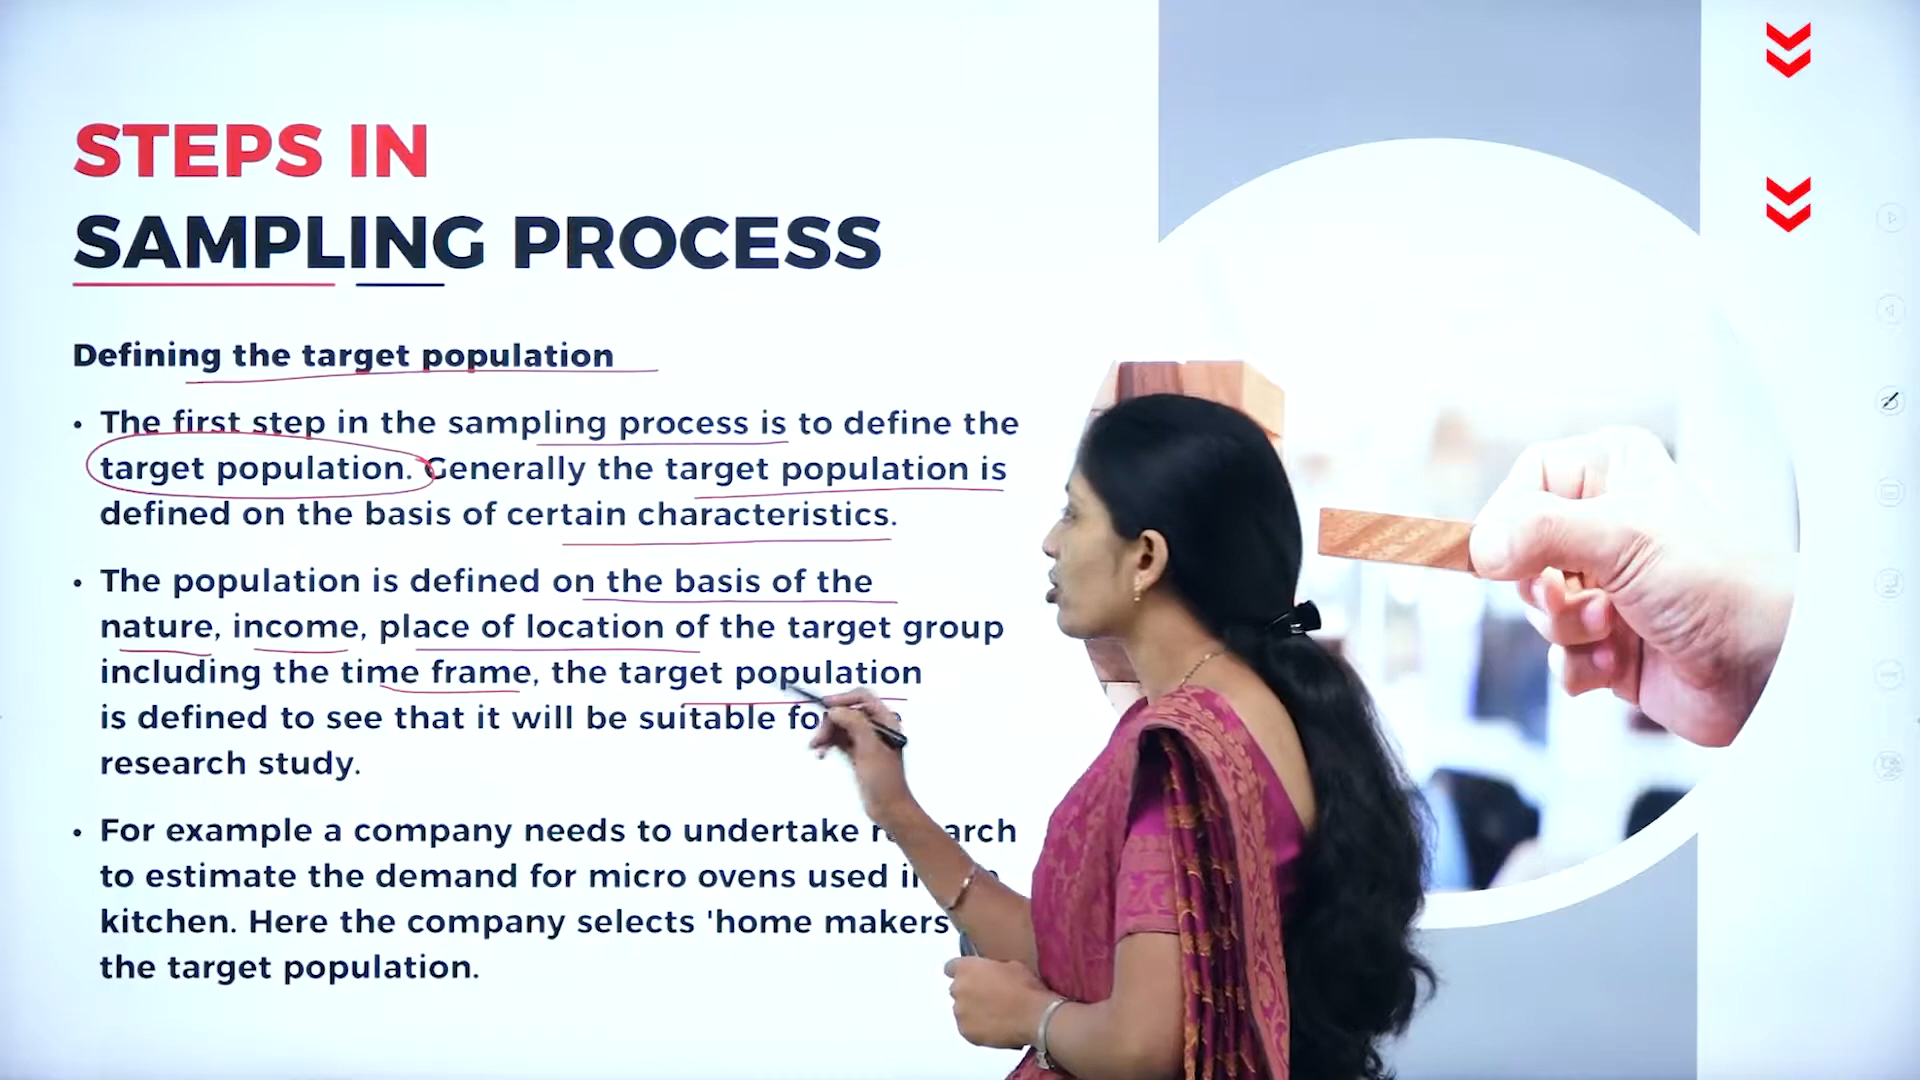 STEPS IN
SAMPLING PROCESS
Defining the target population
• The first step in the sampling process is to define the
target population. Generally the target population is
defined on the basis of certain characteristics.
• The population is defined on the basis of the
nature, income, place of location of the target group
including the time frame, the target population
is defined to see that it will be suitable
research study.
• For example a company needs to undertake
to estimate the demand for micro ovens used
kitchen. Here the company selects 'home makers
the target population.